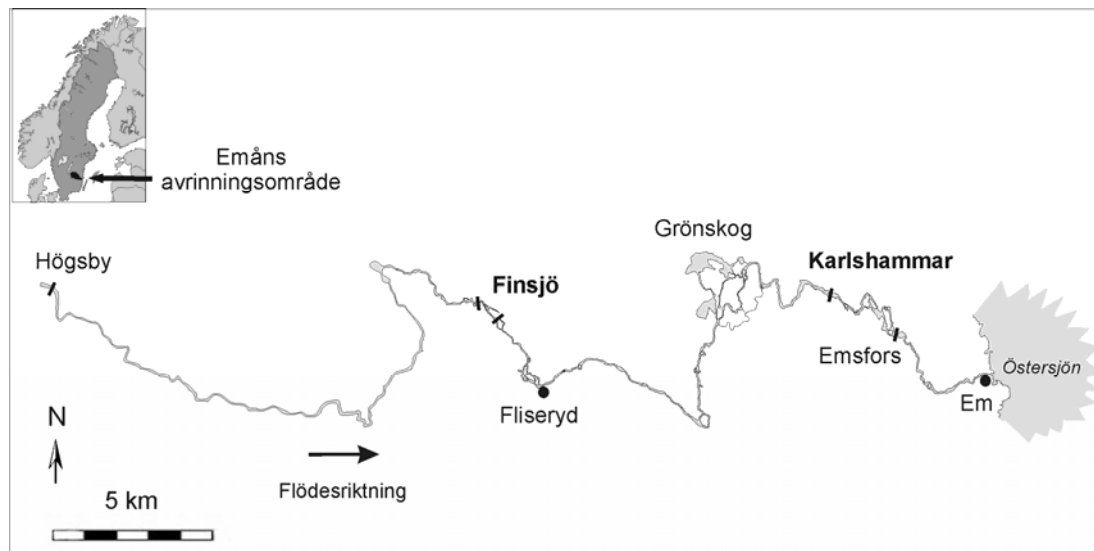 Emåns
avrinningsområde
Grönskog
Högsby
Karlshammar
Finsjö
Emsfors
Östersjön
Em
Fliseryd
N
Flödesriktning
5 km